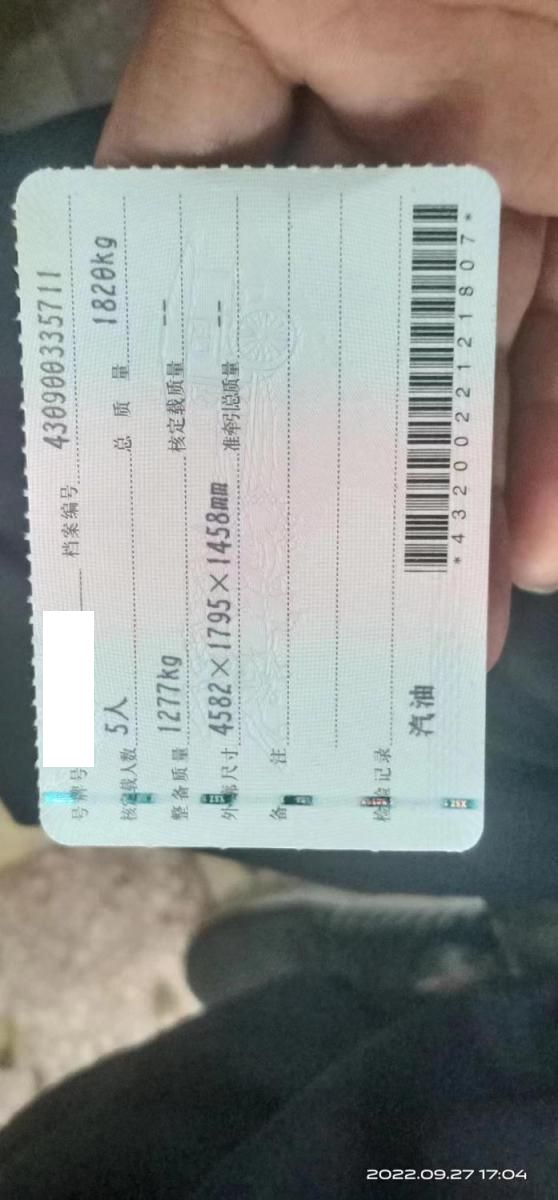 号牌号 档案编号 430900335711
核定载人数 5人 总质量 1820kg
整备质量 1277kg 核定载质量 --
外廓尺寸 4582×1795×1458mm 准牵引总质量 --
备注
检验记录
汽油 *4320022121807*
2022.09.27 17:04